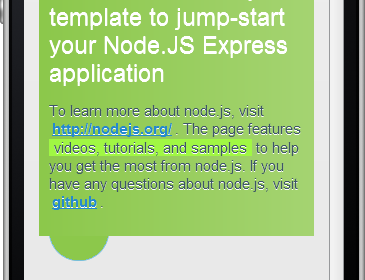 template to jump-start
your Node.JS Express
application
To learn more about node.js, visit
http://nodejs.org/ . The page features
videos, tutorials, and samples to help
you get the most from node.js. If you
have any questions about node.js, visit
github .